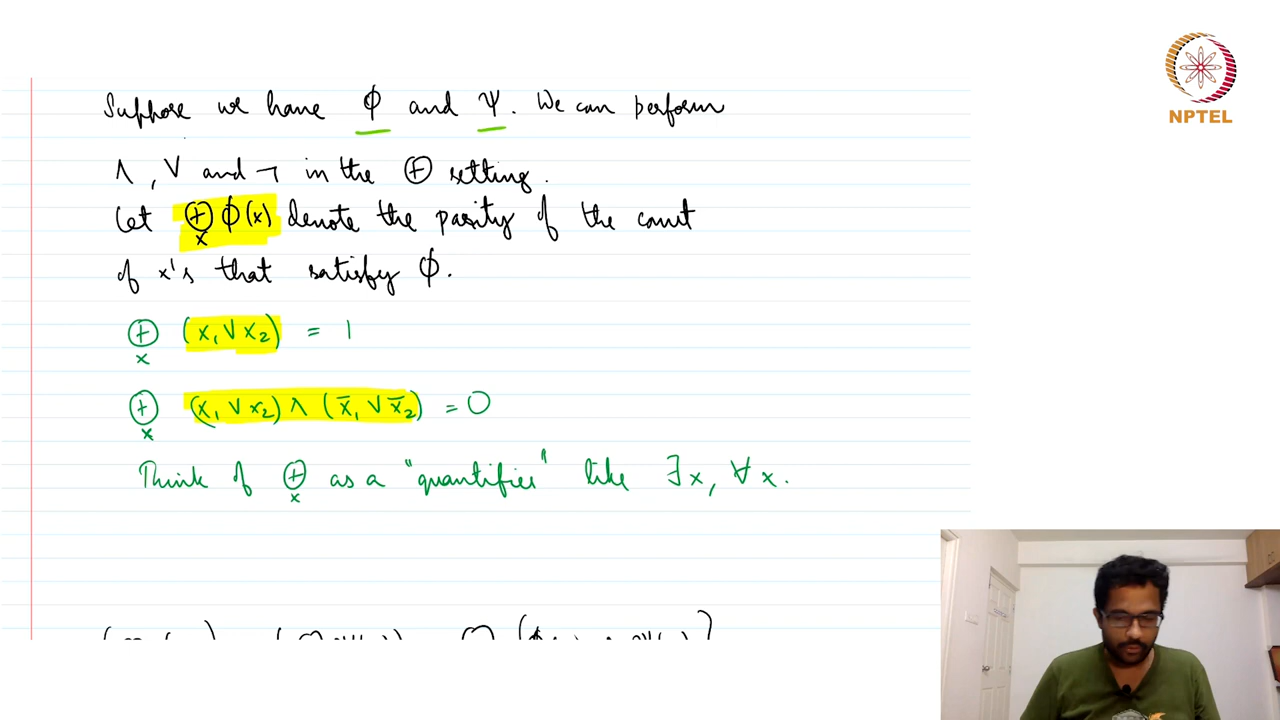 NPTEL
Suppose we have ϕ and Ψ. We can perform
∧, ∨ and ¬ in the ⊕ setting.
Let ⊕ₓ ϕ(x) denote the parity of the count
of x's that satisfy ϕ.
⊕ₓ (x₁ ∨ x₂) = 1
⊕ₓ (x₁ ∨ x₂) ∧ (x̄₁ ∨ x̄₂) = 0
Think of ⊕ₓ as a "quantifier" like ∃x, ∀x.